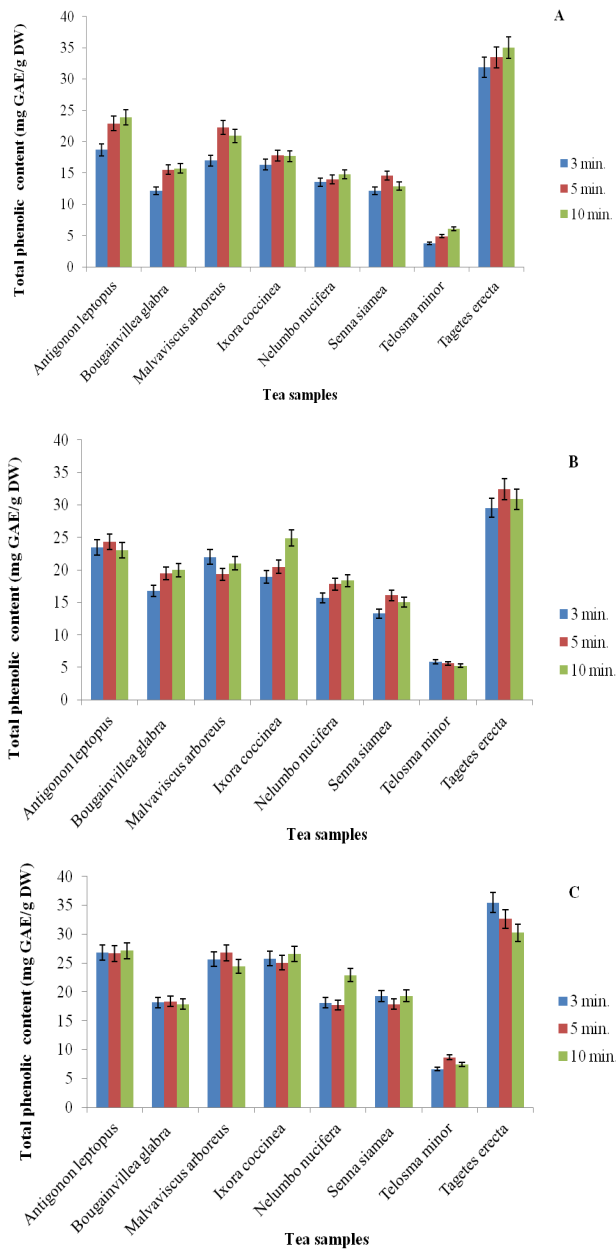 A
Total phenolic content (mg GAE/g DW)
40
35
30
25
20
15
10
5
0
3 min.
5 min.
10 min.
Antigonon leptopus
Bougainvillea glabra
Malvaviscus arboreus
Ixora coccinea
Nelumbo nucifera
Senna siamea
Telosma minor
Tagetes erecta
Tea samples
B
Total phenolic content (mg GAE/g DW)
40
35
30
25
20
15
10
5
0
3 min.
5 min.
10 min.
Antigonon leptopus
Bougainvillea glabra
Malvaviscus arboreus
Ixora coccinea
Nelumbo nucifera
Senna siamea
Telosma minor
Tagetes erecta
Tea samples
C
Total phenolic content (mg GAE/g DW)
40
35
30
25
20
15
10
5
0
3 min.
5 min.
10 min.
Antigonon leptopus
Bougainvillea glabra
Malvaviscus arboreus
Ixora coccinea
Nelumbo nucifera
Senna siamea
Telosma minor
Tagetes erecta
Tea samples